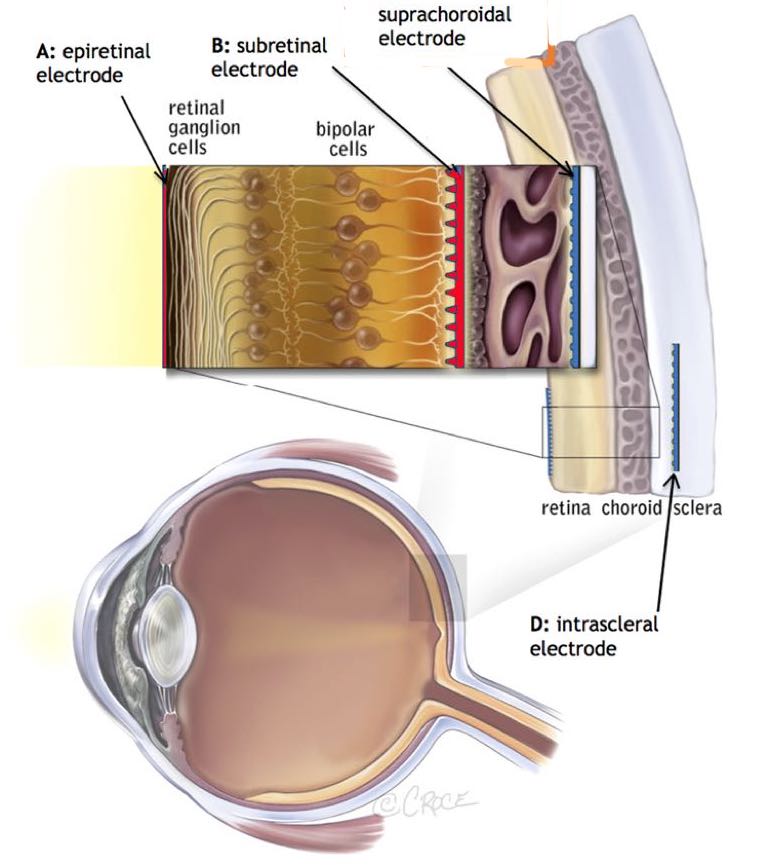 suprachoroidal
electrode
A: epiretinal
electrode
B: subretinal
electrode
retinal
ganglion
cells
bipolar
cells
retina choroid sclera
D: intrascleral
electrode
©CROCE